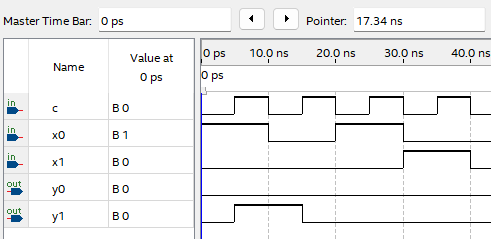 Master Time Bar: 0 ps Pointer: 17.34 ns
Name Value at 0 ps 0 ps 10.0 ns 20.0 ns 30.0 ns 40.0 ns
0 ps
in c B 0
in x0 B 1
in x1 B 0
out y0 B 0
out y1 B 0